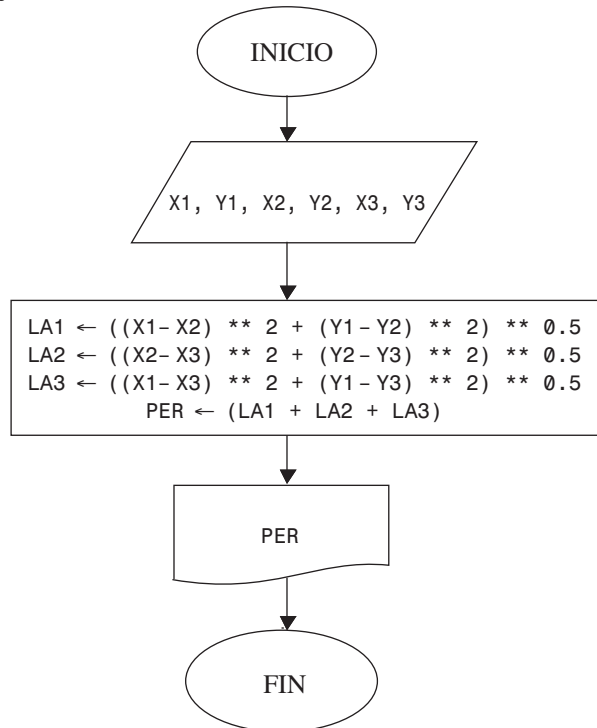 INICIO
X1, Y1, X2, Y2, X3, Y3
LA1 ← ((X1–X2) ** 2 + (Y1–Y2) ** 2) ** 0.5
LA2 ← ((X2–X3) ** 2 + (Y2–Y3) ** 2) ** 0.5
LA3 ← ((X1–X3) ** 2 + (Y1–Y3) ** 2) ** 0.5
PER ← (LA1 + LA2 + LA3)
PER
FIN